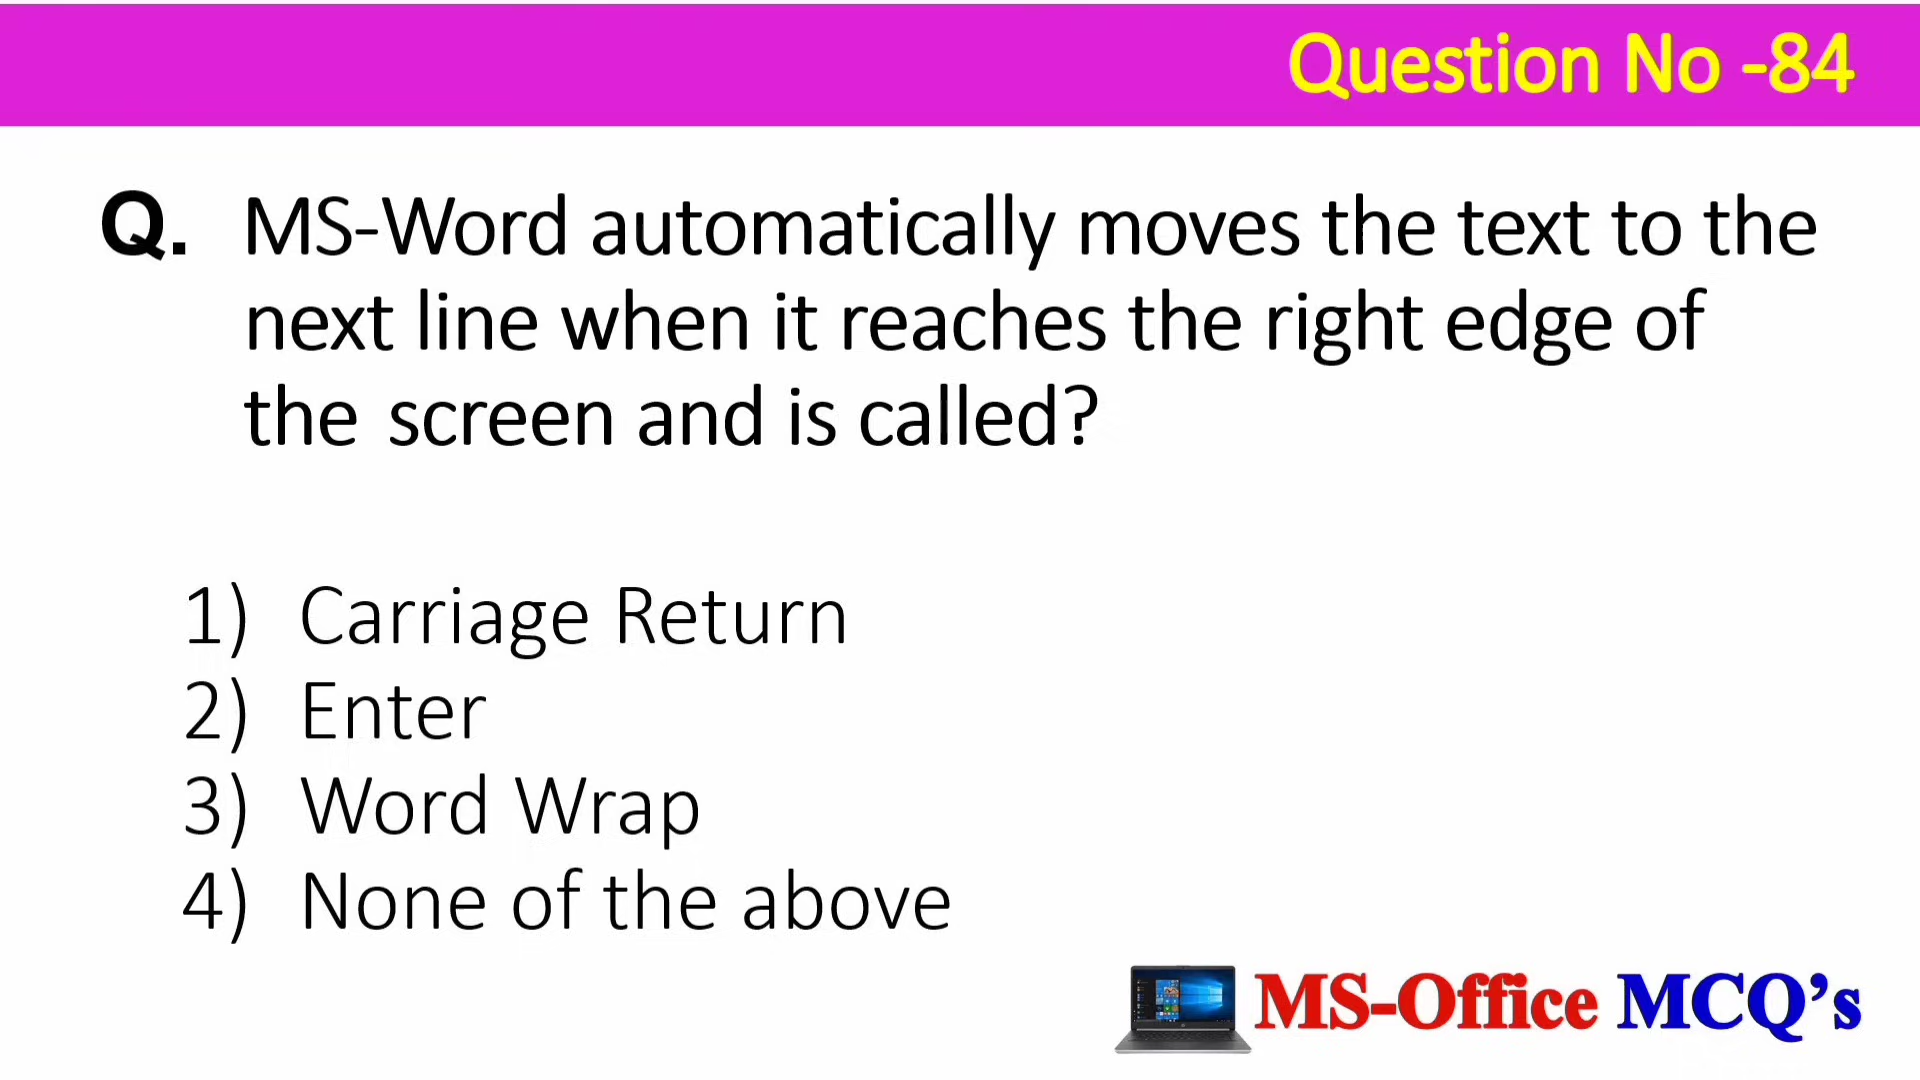 Question No -84
Q. MS-Word automatically moves the text to the
next line when it reaches the right edge of
the screen and is called?
1) Carriage Return
2) Enter
3) Word Wrap
4) None of the above
MS-Office MCQ’s